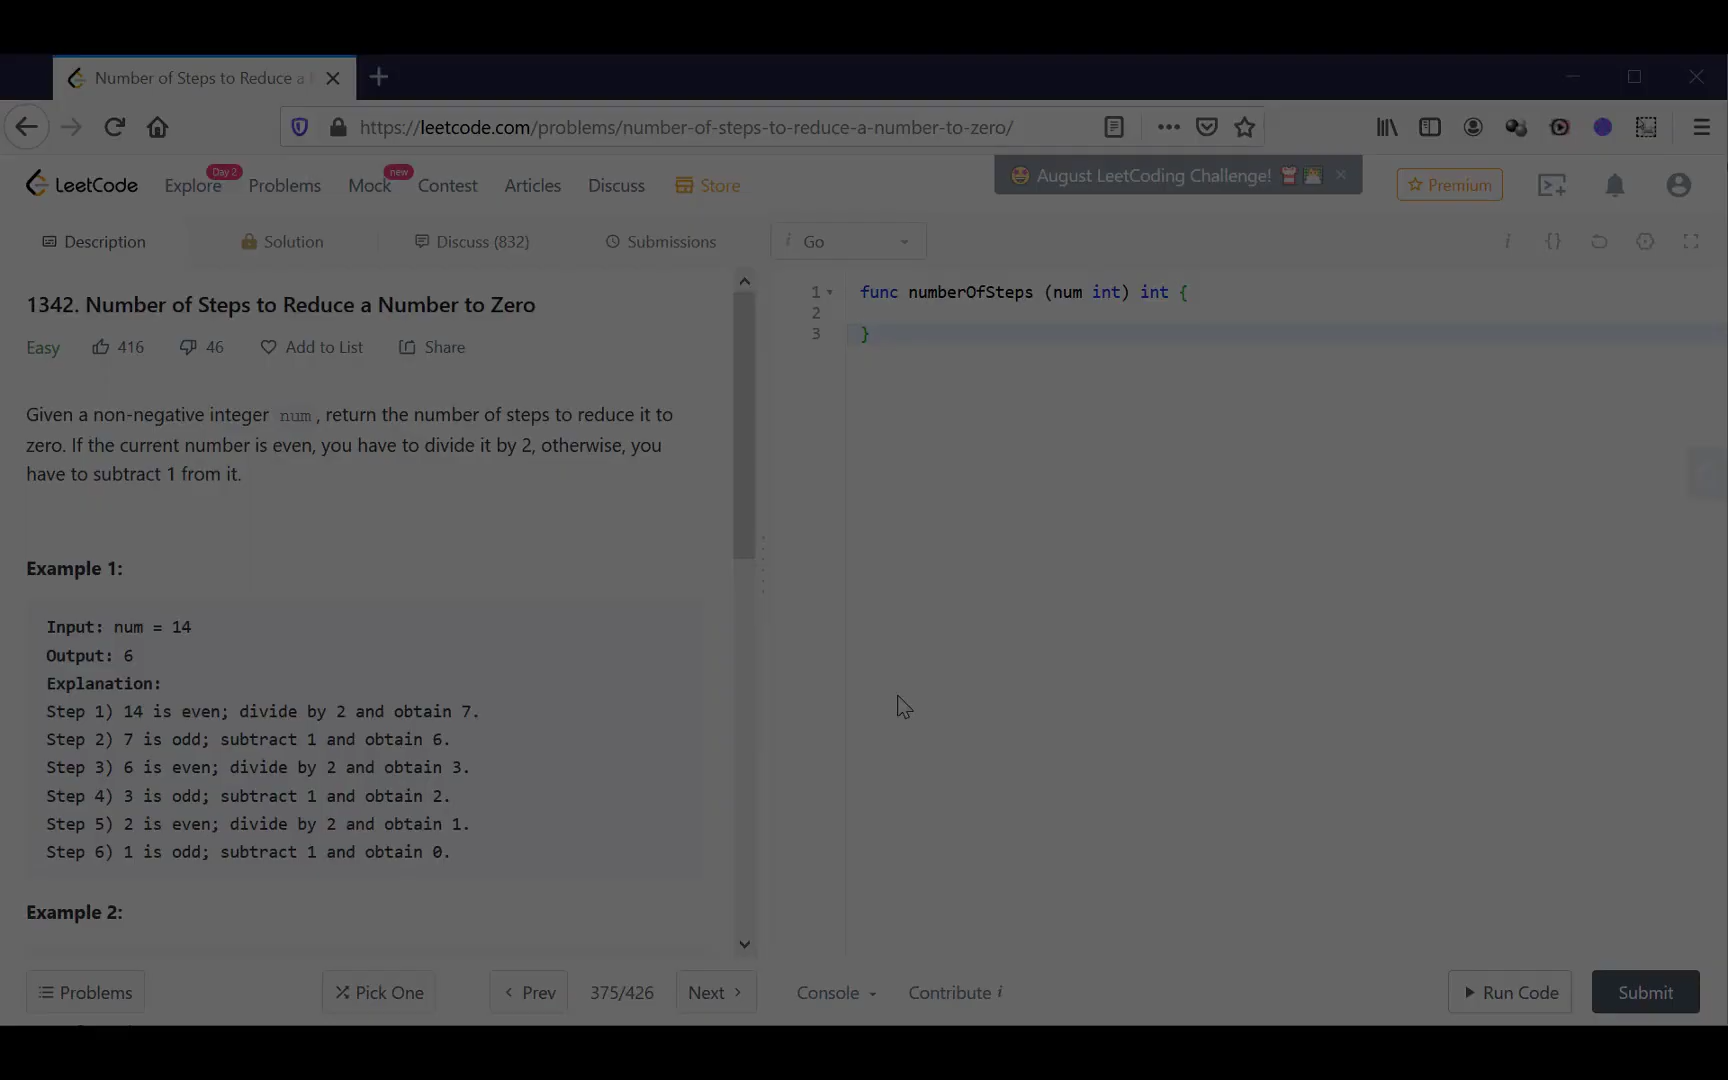 Number of Steps to Reduce a
https://leetcode.com/problems/number-of-steps-to-reduce-a-number-to-zero/
LeetCode Explore Day 2 Problems Mock new Contest Articles Discuss Store August LeetCoding Challenge! Premium
Description Solution Discuss (832) Submissions i Go
1342. Number of Steps to Reduce a Number to Zero
Easy 416 46 Add to List Share
Given a non-negative integer num, return the number of steps to reduce it to
zero. If the current number is even, you have to divide it by 2, otherwise, you
have to subtract 1 from it.
Example 1:
Input: num = 14
Output: 6
Explanation:
Step 1) 14 is even; divide by 2 and obtain 7.
Step 2) 7 is odd; subtract 1 and obtain 6.
Step 3) 6 is even; divide by 2 and obtain 3.
Step 4) 3 is odd; subtract 1 and obtain 2.
Step 5) 2 is even; divide by 2 and obtain 1.
Step 6) 1 is odd; subtract 1 and obtain 0.
Example 2:
1 func numberOfSteps (num int) int {
2
3 }
Problems Pick One < Prev 375/426 Next > Console Contribute i Run Code Submit